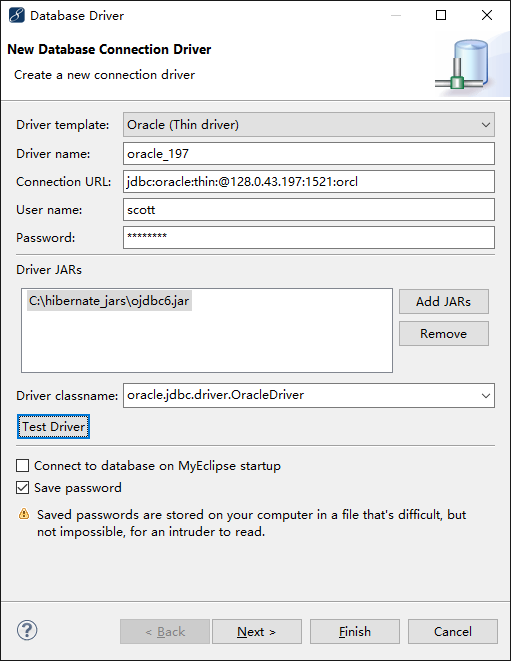 Database Driver
New Database Connection Driver
Create a new connection driver
Driver template: Oracle (Thin driver)
Driver name: oracle_197
Connection URL: jdbc:oracle:thin:@128.0.43.197:1521:orcl
User name: scott
Password: ********
Driver JARs
C:\hibernate_jars\ojdbc6.jar
Add JARs
Remove
Driver classname: oracle.jdbc.driver.OracleDriver
Test Driver
Connect to database on MyEclipse startup
Save password
Saved passwords are stored on your computer in a file that's difficult, but
not impossible, for an intruder to read.
? < Back Next > Finish Cancel